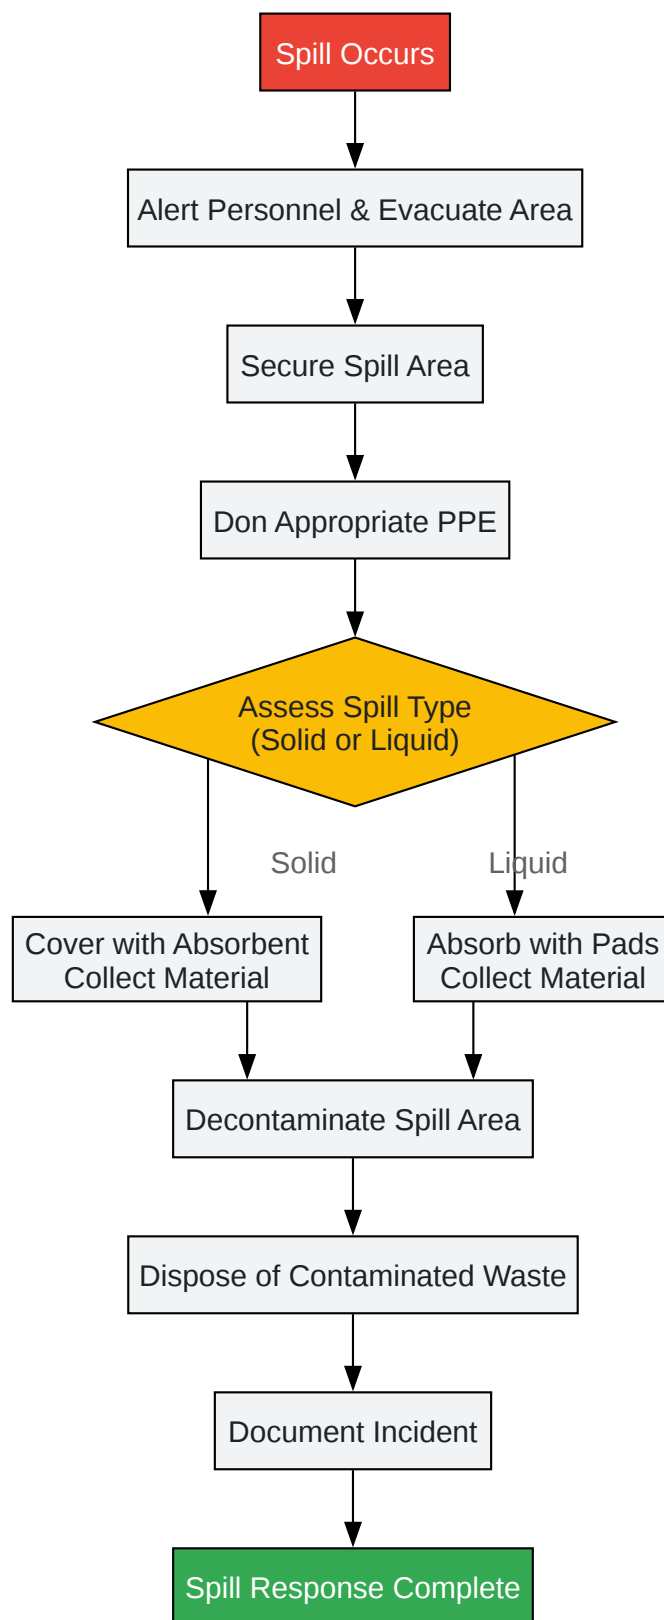 Spill Occurs
Alert Personnel & Evacuate Area
Secure Spill Area
Don Appropriate PPE
Assess Spill Type
(Solid or Liquid)
Solid
Liquid
Cover with Absorbent
Collect Material
Absorb with Pads
Collect Material
Decontaminate Spill Area
Dispose of Contaminated Waste
Document Incident
Spill Response Complete